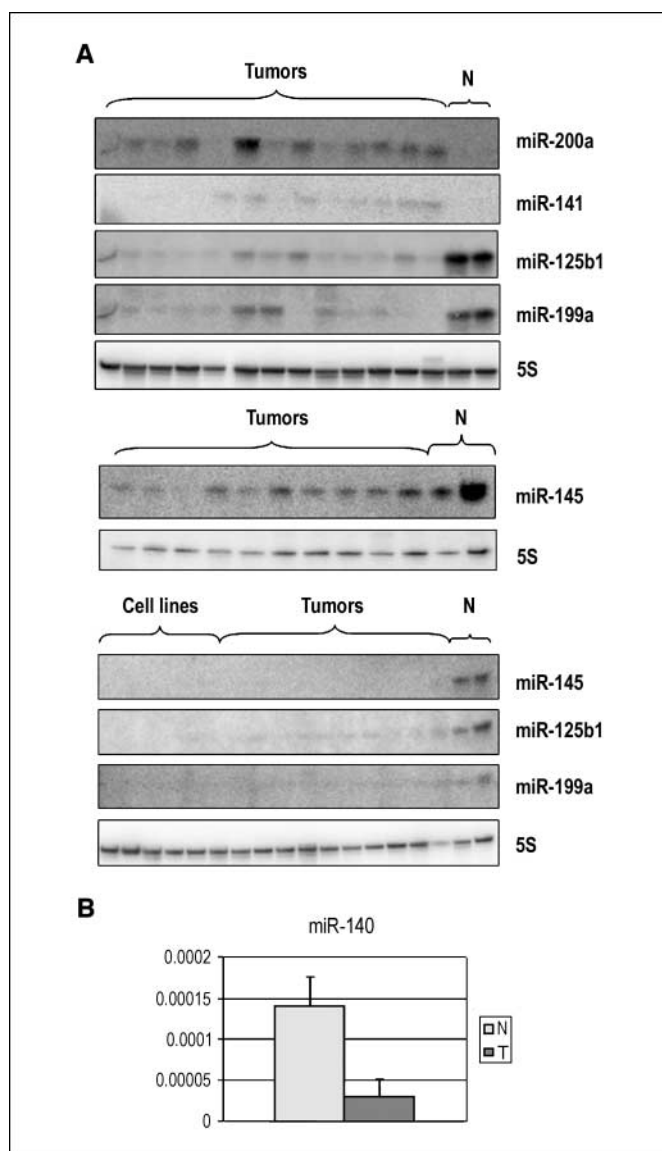 A
Tumors N
miR-200a
miR-141
miR-125b1
miR-199a
5S
Tumors N
miR-145
5S
Cell lines Tumors N
miR-145
miR-125b1
miR-199a
5S
B
miR-140
0.0002
0.00015
0.0001
0.00005
0
N
T